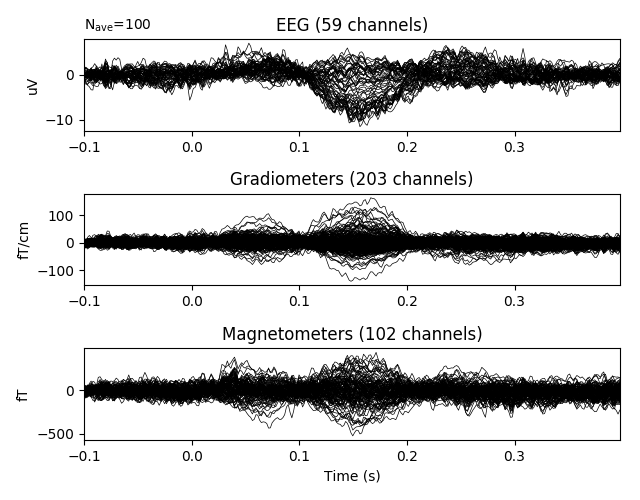 N_ave=100
EEG (59 channels)
0
−10
uV
−0.1 0.0 0.1 0.2 0.3
Gradiometers (203 channels)
100
0
−100
fT/cm
−0.1 0.0 0.1 0.2 0.3
Magnetometers (102 channels)
0
−500
fT
−0.1 0.0 0.1 0.2 0.3
Time (s)